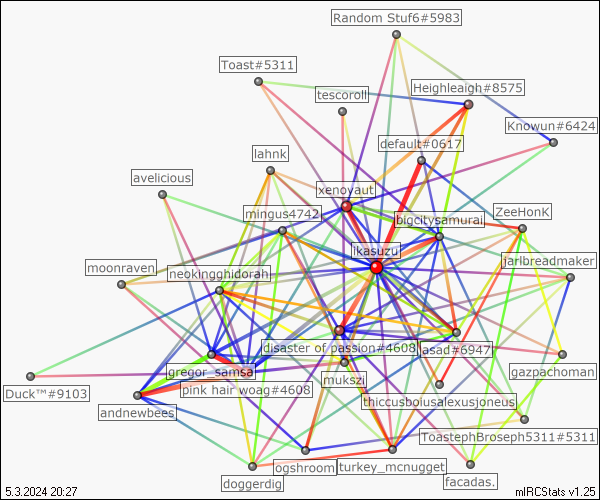 Random Stuf6#5983
Toast#5311
Heighleigh#8575
tescoroll
Knowun#6424
default#0617
lahnk
avelicious
xenoyaut
mingus4742
bigcitysamurai
ZeeHonK
ikasuzu
jarlbreadmaker
moonraven
neokingghidorah
disaster of passion#4608
asad#6947
gregor_samsa
gazpachoman
mukszi
pink hair woag#4608
Duck™#9103
thiccusboiusalexusjoneus
andnewbees
ToastephBroseph5311#5311
ogshroom
turkey_mcnugget
doggerdig
facadas.
5.3.2024 20:27
mIRCStats v1.25